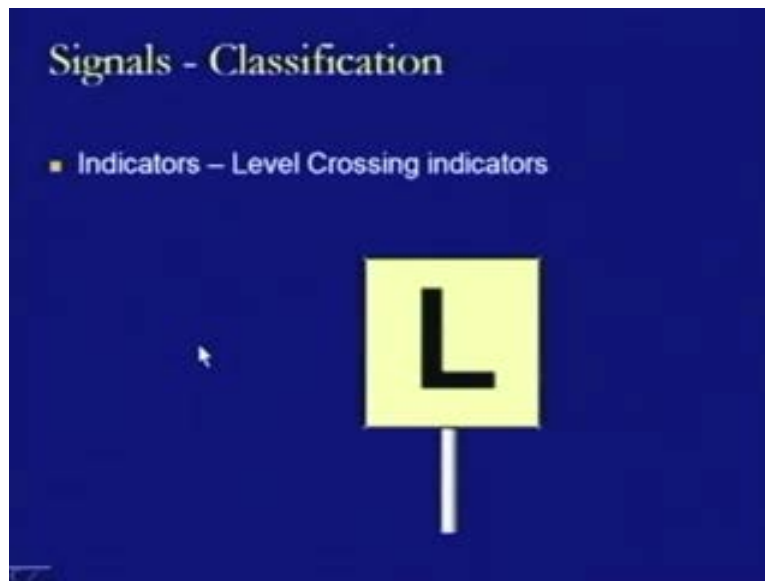 Signals - Classification
Indicators – Level Crossing indicators
L